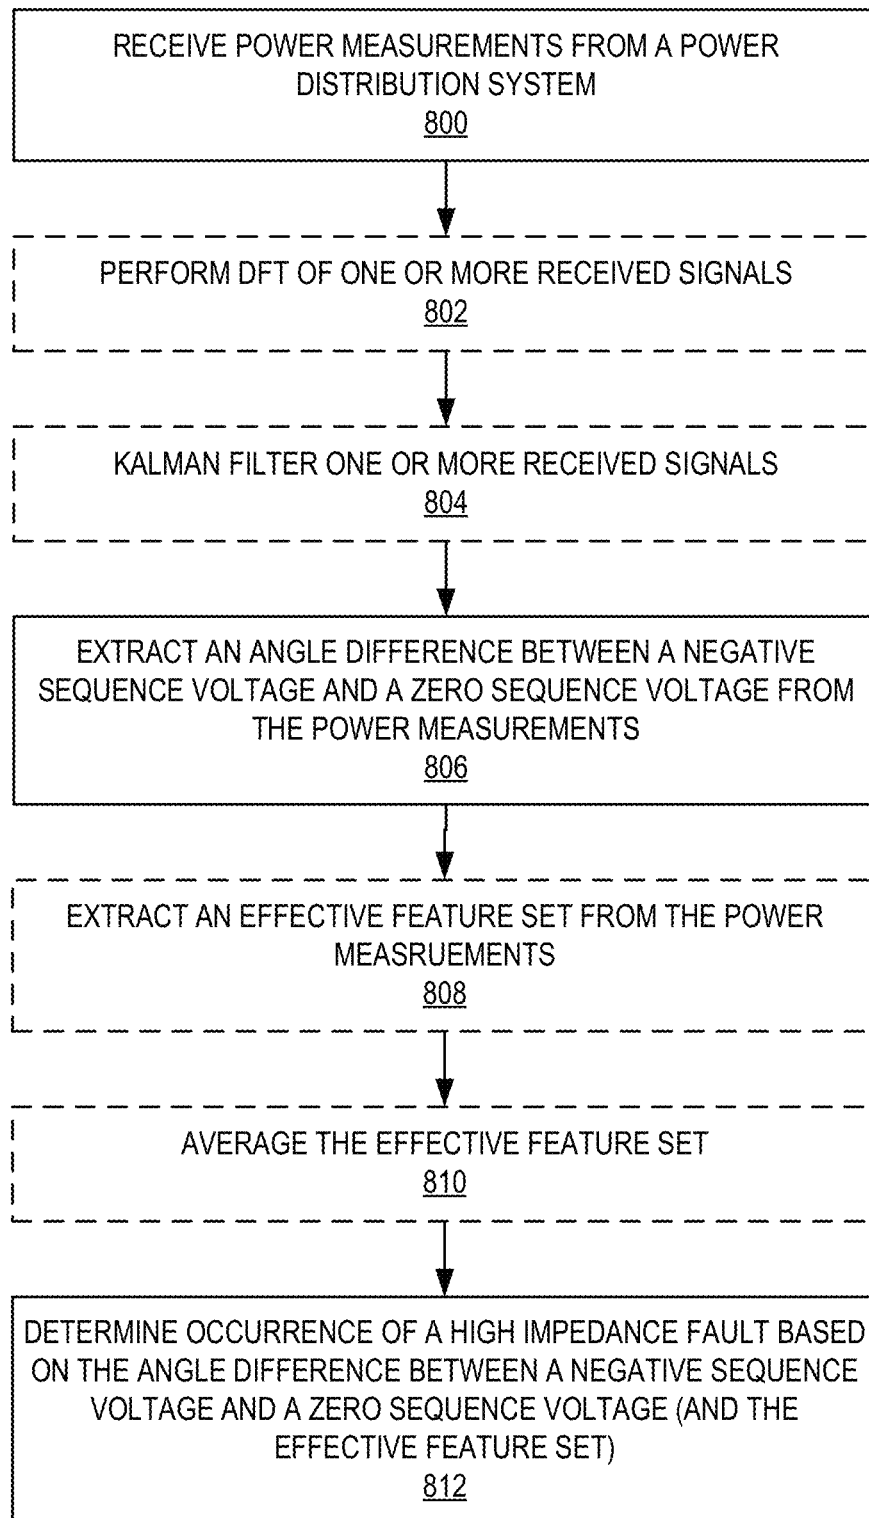 RECEIVE POWER MEASUREMENTS FROM A POWER
DISTRIBUTION SYSTEM
800
PERFORM DFT OF ONE OR MORE RECEIVED SIGNALS
802
KALMAN FILTER ONE OR MORE RECEIVED SIGNALS
804
EXTRACT AN ANGLE DIFFERENCE BETWEEN A NEGATIVE
SEQUENCE VOLTAGE AND A ZERO SEQUENCE VOLTAGE FROM
THE POWER MEASUREMENTS
806
EXTRACT AN EFFECTIVE FEATURE SET FROM THE POWER
MEASRUEMENTS
808
AVERAGE THE EFFECTIVE FEATURE SET
810
DETERMINE OCCURRENCE OF A HIGH IMPEDANCE FAULT BASED
ON THE ANGLE DIFFERENCE BETWEEN A NEGATIVE SEQUENCE
VOLTAGE AND A ZERO SEQUENCE VOLTAGE (AND THE
EFFECTIVE FEATURE SET)
812